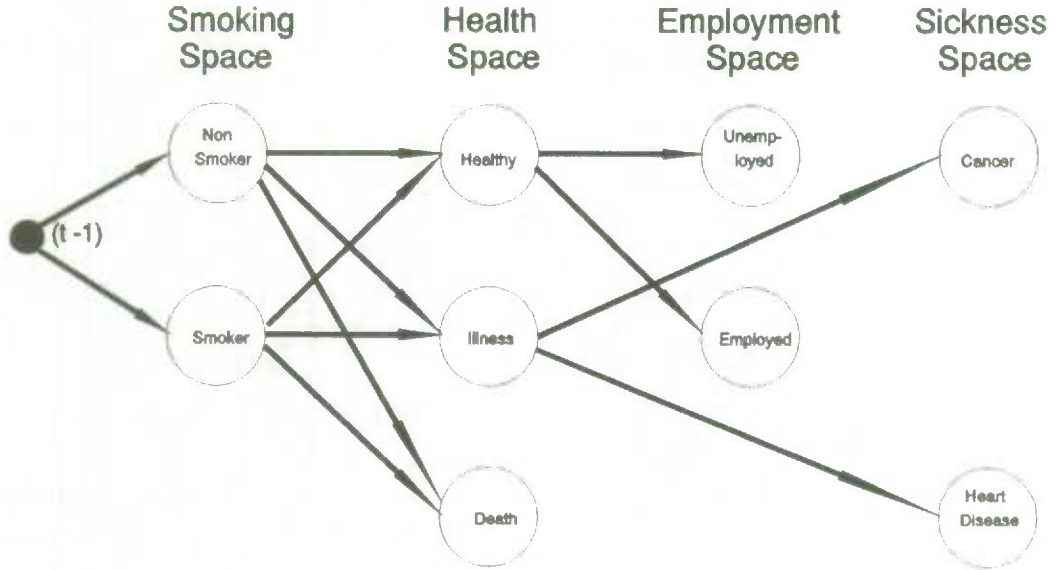 Smoking
Space
Health
Space
Employment
Space
Sickness
Space
Non
Smoker
Healthy
Unemp-
loyed
Cancer
(t -1)
Smoker
Illness
Employed
Death
Heart
Disease